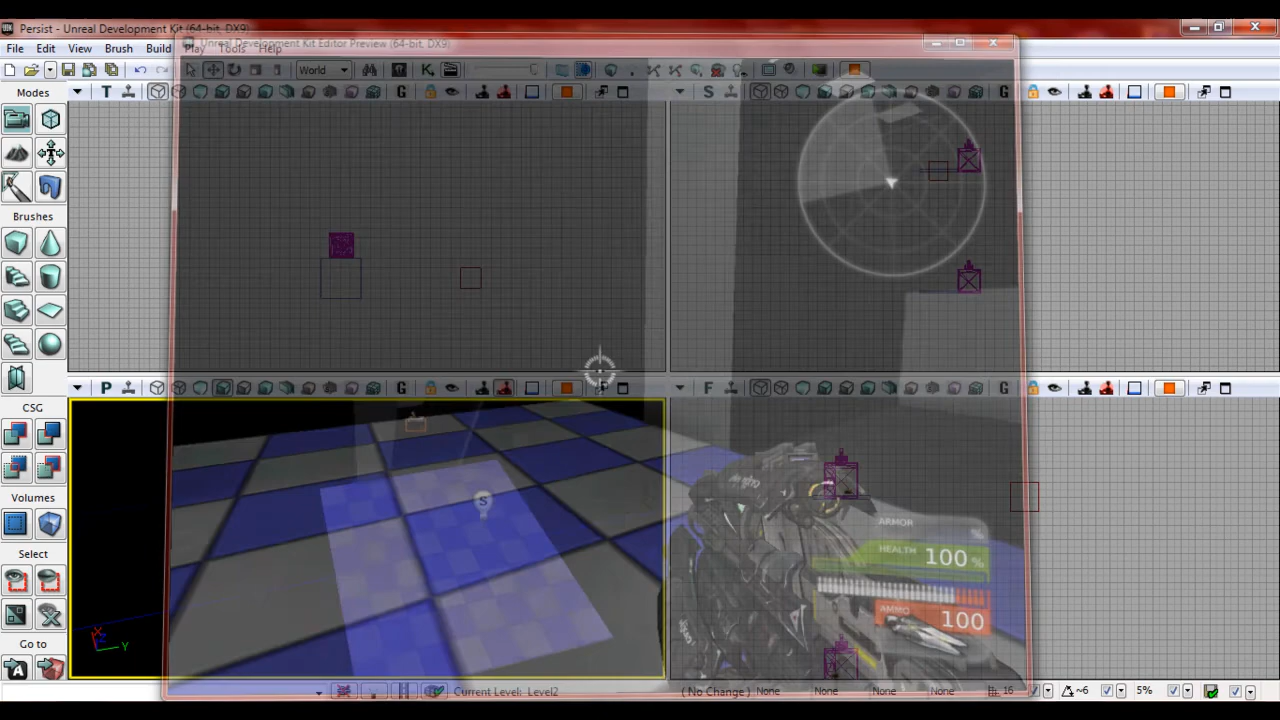 Persist - Unreal Development Kit (64-bit, DX9)
Unreal Development Kit Editor Preview (64-bit, DX9)
File Edit View Brush Build Play Tools Help
World
Modes
T G S G
Brushes
P G F G
CSG
Volumes
S
ARMOR
%
HEALTH 100 %
AMMO 100
Select
Go to
X
Z
Y
A
Current Level: Level2 (No Change) None None None None 16 ~6 5%